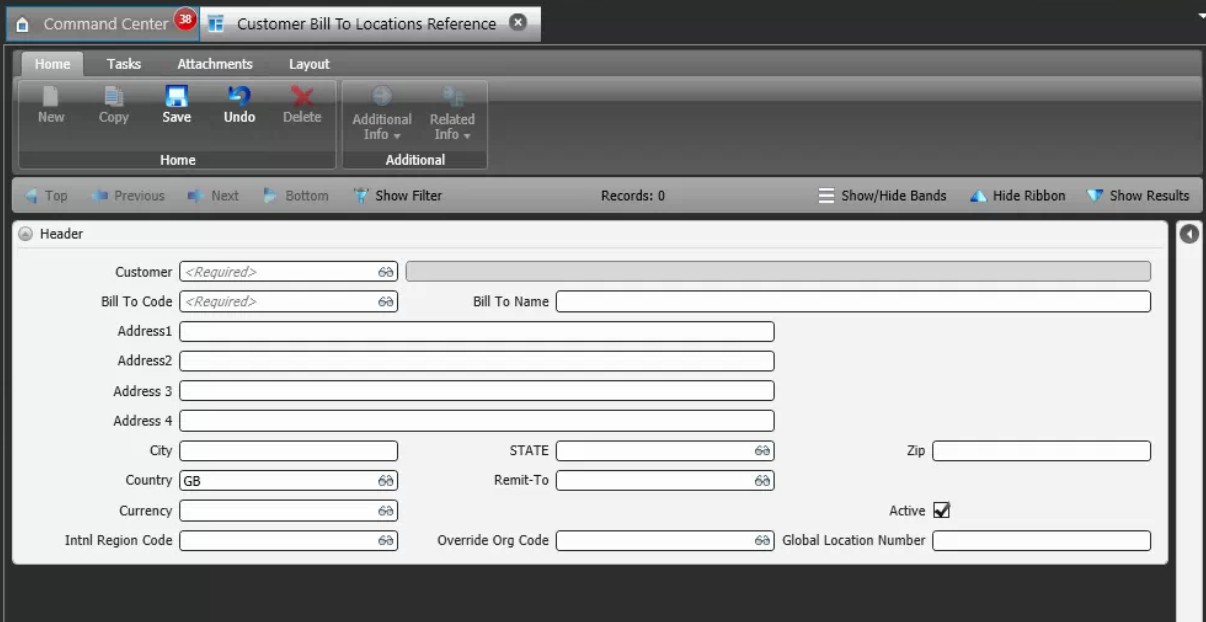 Command Center 38 Customer Bill To Locations Reference
Home Tasks Attachments Layout
New Copy Save Undo Delete Additional Info Related Info
Home Additional
Top Previous Next Bottom Show Filter Records: 0 Show/Hide Bands Hide Ribbon Show Results
Header
Customer <Required>
Bill To Code <Required> Bill To Name
Address1
Address2
Address 3
Address 4
City STATE Zip
Country GB Remit-To
Currency Active
Intnl Region Code Override Org Code Global Location Number